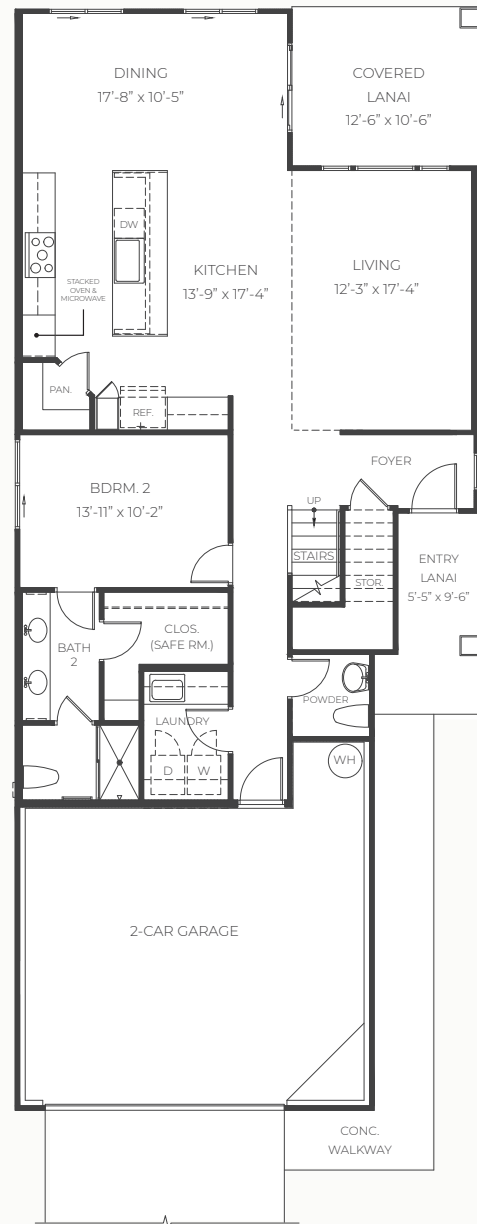 DINING
17’-8” x 10’-5”
COVERED
LANAI
12’-6” x 10’-6”
DW
KITCHEN
13’-9” x 17’-4”
LIVING
12’-3” x 17’-4”
STACKED
OVEN &
MICROWAVE
PAN.
REF.
FOYER
BDRM. 2
13’-11” x 10’-2”
UP
STAIRS
STOR.
ENTRY
LANAI
5’-5” x 9’-6”
CLOS.
(SAFE RM.)
BATH
2
POWDER
LAUNDRY
D
W
WH
2-CAR GARAGE
CONC.
WALKWAY